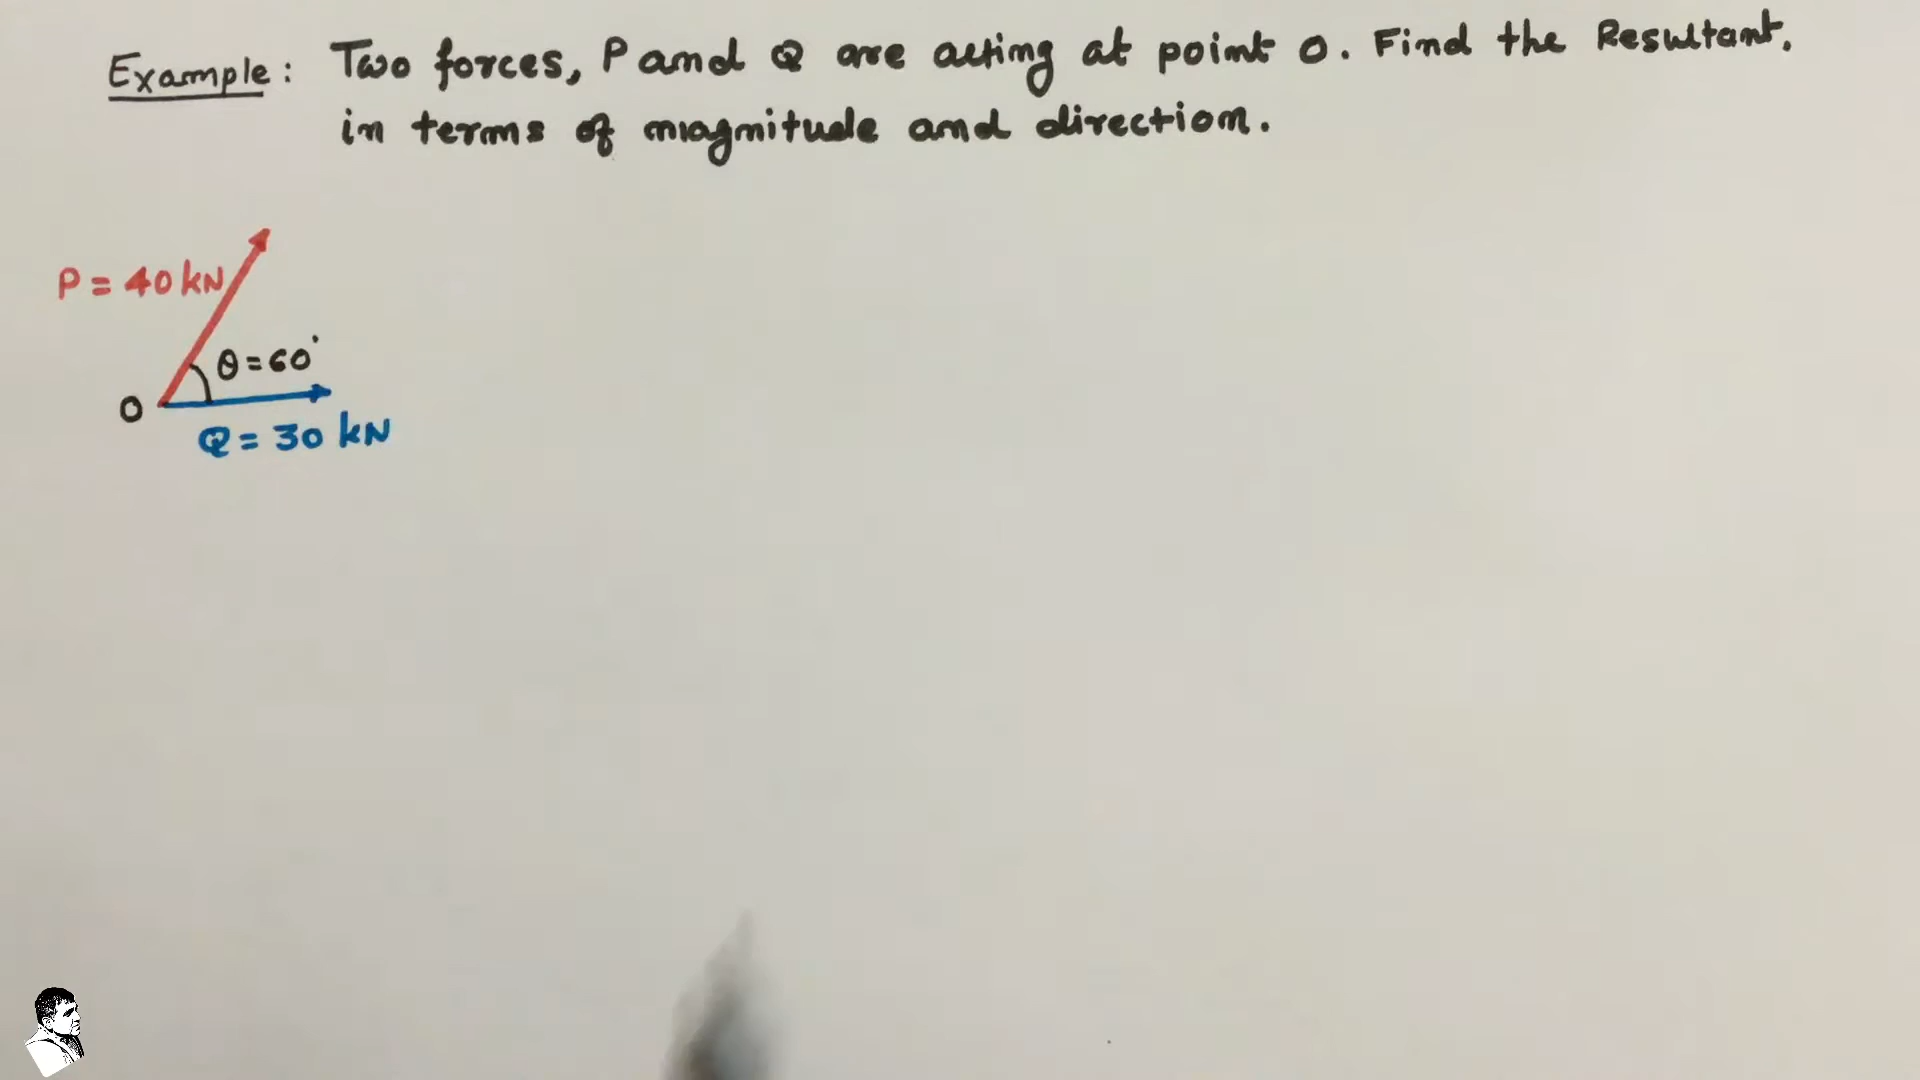 Example: Two forces, P and Q are acting at point O. Find the Resultant,
in terms of magnitude and direction.
P = 40 kN
θ = 60°
O
Q = 30 kN